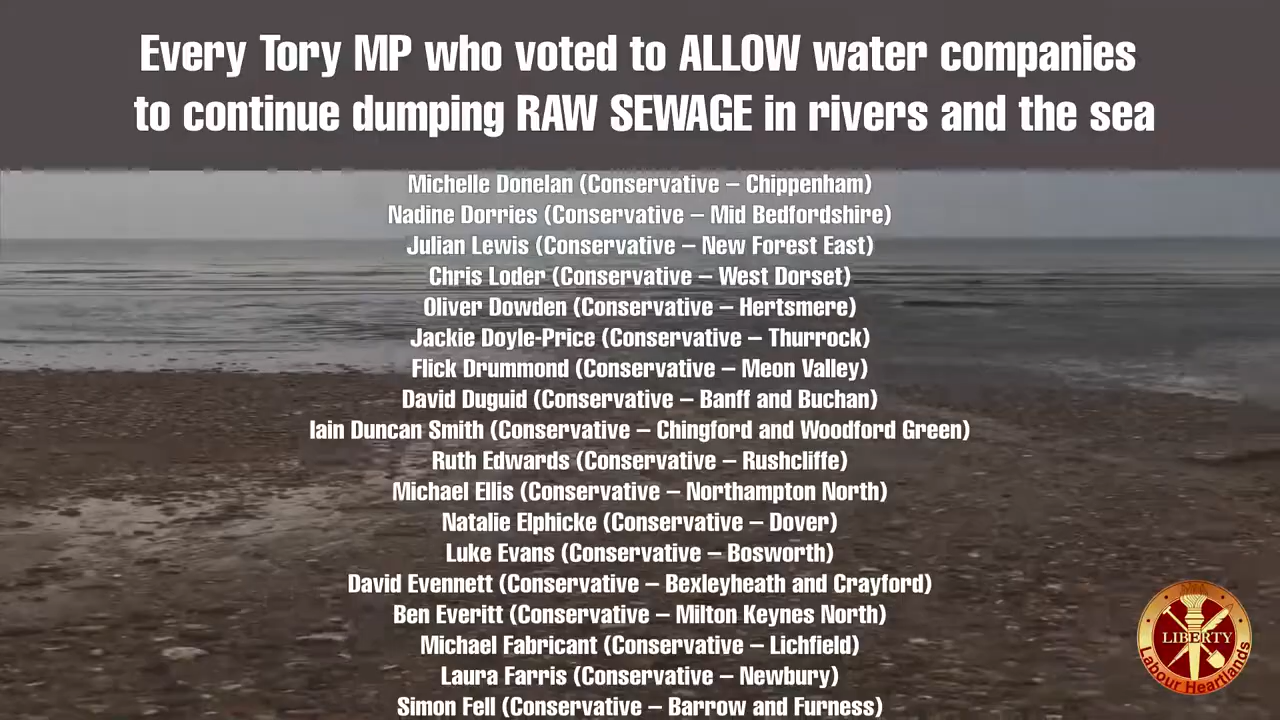 Every Tory MP who voted to ALLOW water companies
to continue dumping RAW SEWAGE in rivers and the sea
Michelle Donelan (Conservative – Chippenham)
Nadine Dorries (Conservative – Mid Bedfordshire)
Julian Lewis (Conservative – New Forest East)
Chris Loder (Conservative – West Dorset)
Oliver Dowden (Conservative – Hertsmere)
Jackie Doyle-Price (Conservative – Thurrock)
Flick Drummond (Conservative – Meon Valley)
David Duguid (Conservative – Banff and Buchan)
Iain Duncan Smith (Conservative – Chingford and Woodford Green)
Ruth Edwards (Conservative – Rushcliffe)
Michael Ellis (Conservative – Northampton North)
Natalie Elphicke (Conservative – Dover)
Luke Evans (Conservative – Bosworth)
David Evennett (Conservative – Bexleyheath and Crayford)
Ben Everitt (Conservative – Milton Keynes North)
Michael Fabricant (Conservative – Lichfield)
Laura Farris (Conservative – Newbury)
Simon Fell (Conservative – Barrow and Furness)
LIBERTY
Labour Heartlands